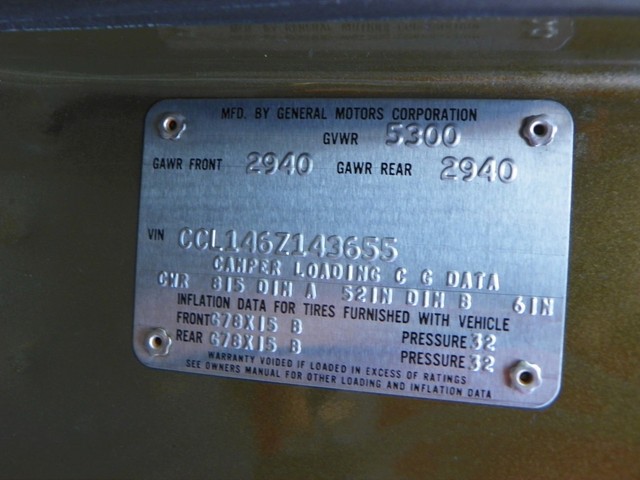 MFD. BY GENERAL MOTORS CORPORATION
GVWR 5300
GAWR FRONT 2940 GAWR REAR 2940
VIN CCL146Z143655
CAMPER LOADING C G DATA
CWR 815 DIM A 52IN DIM B 6IN
INFLATION DATA FOR TIRES FURNISHED WITH VEHICLE
FRONT G78X15 B PRESSURE 32
REAR G78X15 B PRESSURE 32
WARRANTY VOIDED IF LOADED IN EXCESS OF RATINGS
SEE OWNERS MANUAL FOR OTHER LOADING AND INFLATION DATA